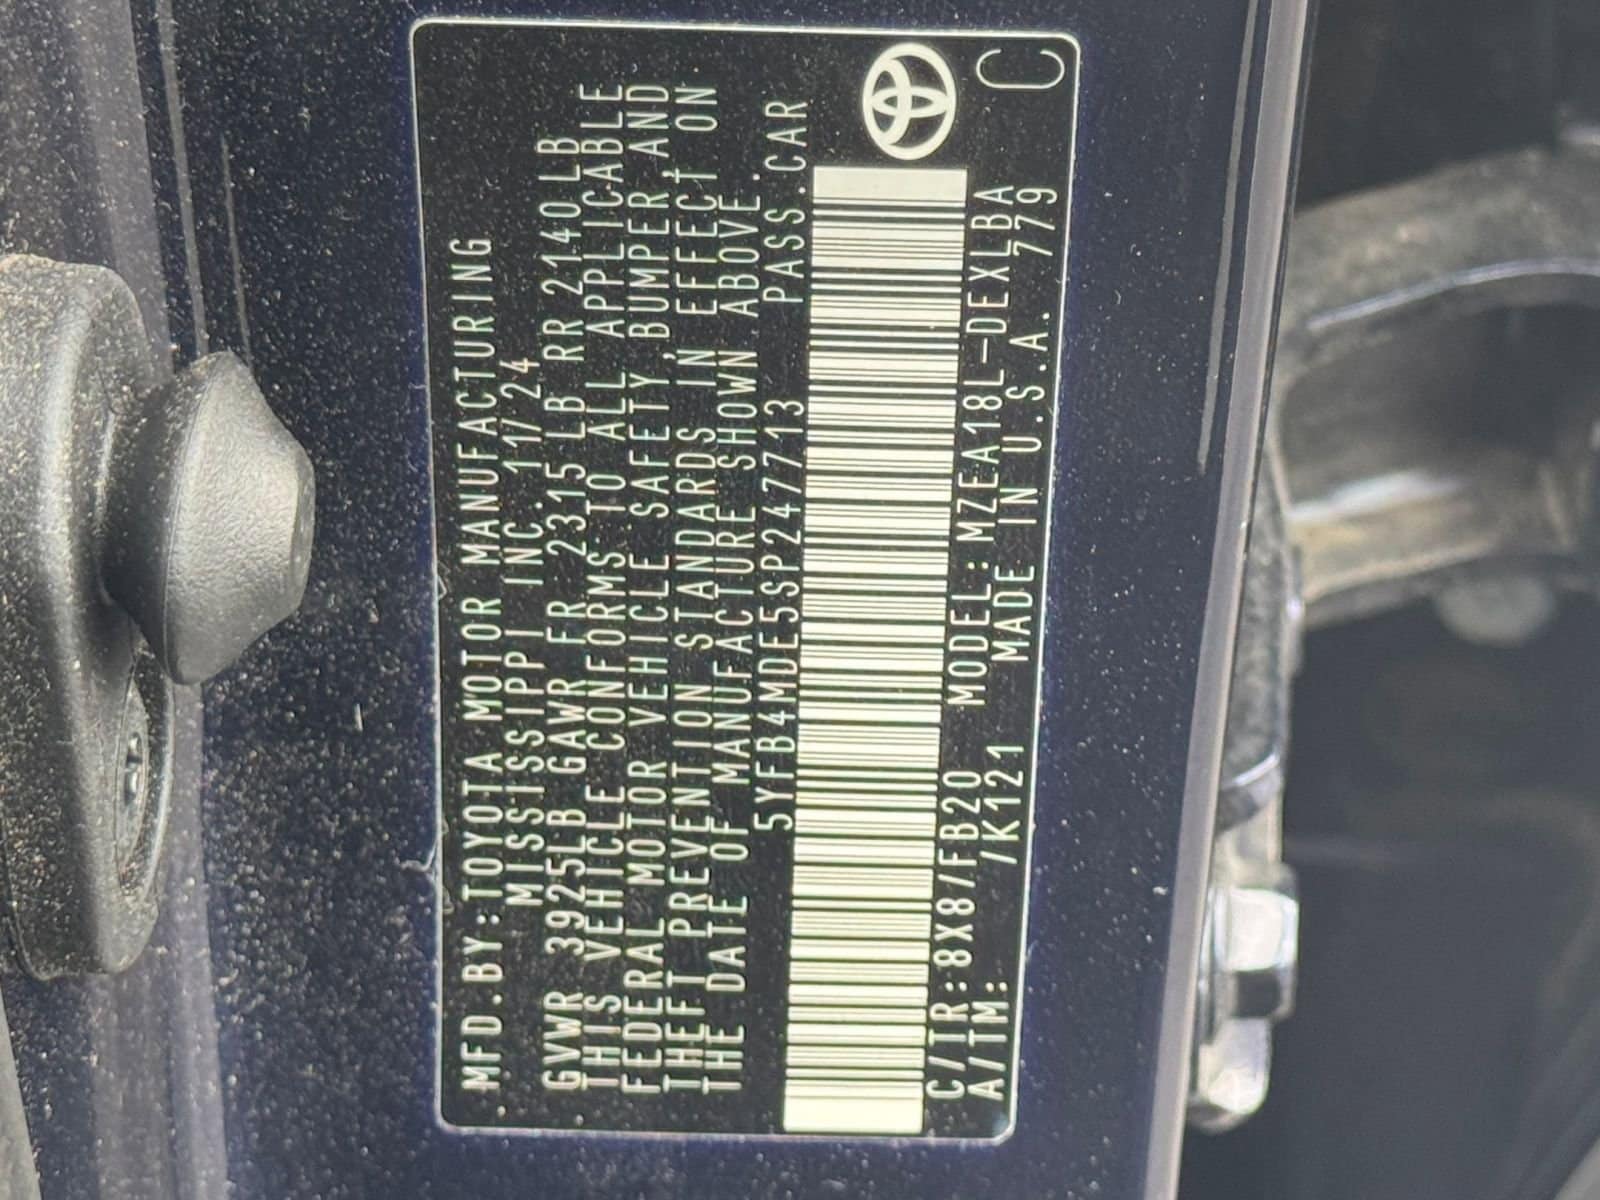 MFD.BY:TOYOTA MOTOR MANUFACTURING
MISSISSIPPI INC. 11/24
GVWR 3925LB GAWR FR 2315 LB RR 2140LB
THIS VEHICLE CONFORMS TO ALL APPLICABLE
FEDERAL MOTOR VEHICLE SAFETY,BUMPER,AND
THEFT PREVENTION STANDARDS IN EFFECT ON
THE DATE OF MANUFACTURE SHOWN ABOVE.
5YFB4MDE5SP247713 PASS.CAR
C/TR:8X8/FB20 MODEL:MZEA18L-DEXLBA
A/TM: /K121 MADE IN U.S.A. 779
C